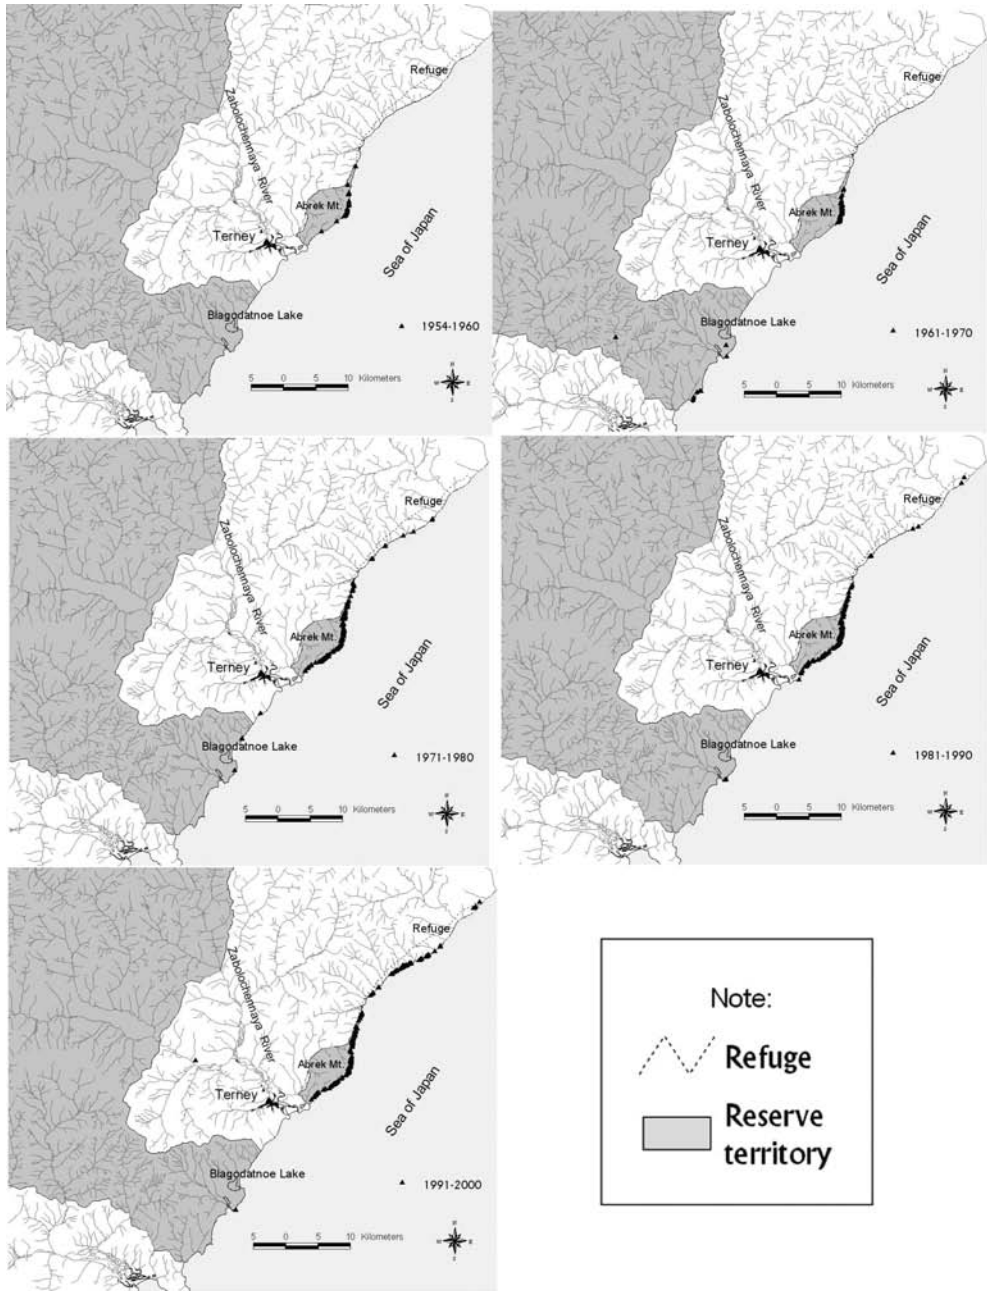 Refuge
Zabolochennaya River
Abrek Mt.
Terney
Sea of Japan
Blagodatnoe Lake
1954-1960
5 0 5 10 Kilometers
N
W E
S
Refuge
Zabolochennaya River
Abrek Mt.
Terney
Sea of Japan
Blagodatnoe Lake
1961-1970
5 0 5 10 Kilometers
N
W E
S
Refuge
Zabolochennaya River
Abrek Mt.
Terney
Sea of Japan
Blagodatnoe Lake
1971-1980
5 0 5 10 Kilometers
N
W E
S
Refuge
Zabolochennaya River
Abrek Mt.
Terney
Sea of Japan
Blagodatnoe Lake
1981-1990
5 0 5 10 Kilometers
N
W E
S
Refuge
Zabolochennaya River
Abrek Mt.
Terney
Sea of Japan
Blagodatnoe Lake
1991-2000
5 0 5 10 Kilometers
N
W E
S
Note:
Refuge
Reserve
territory